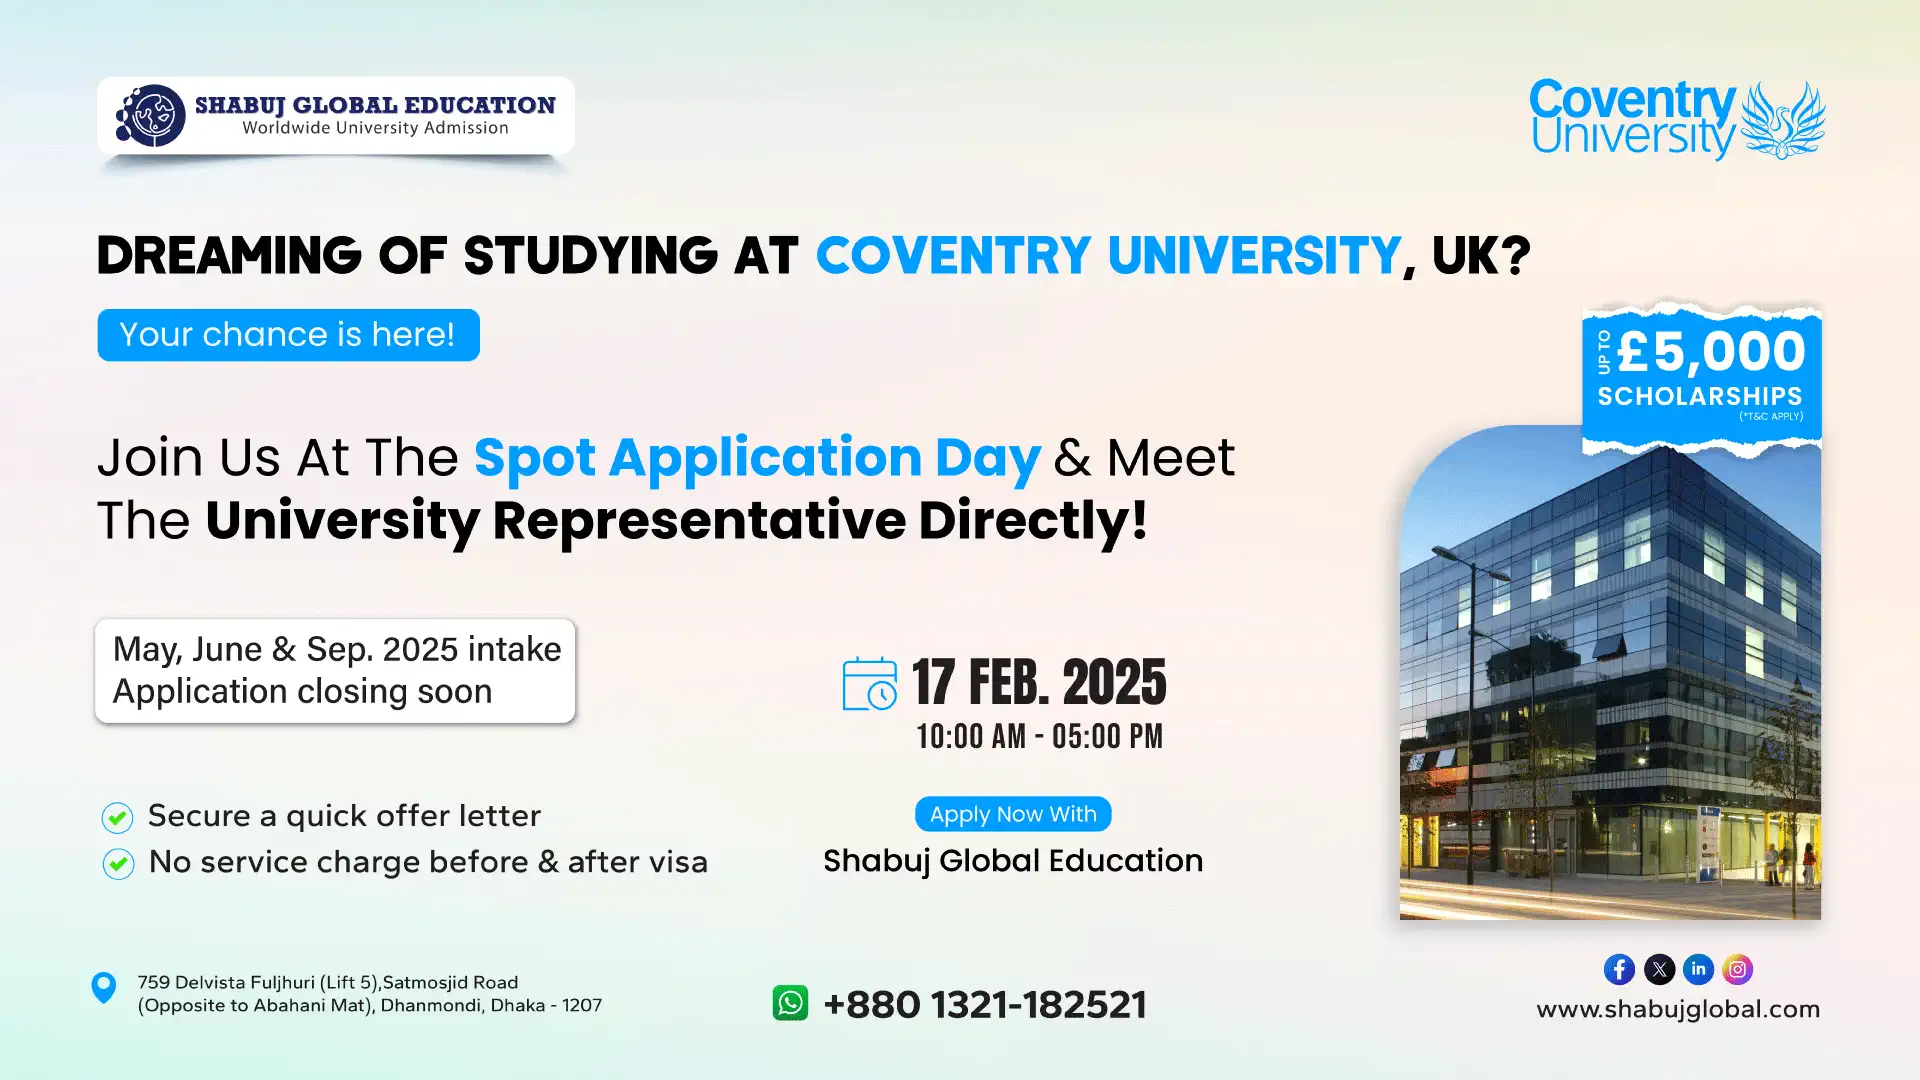 SHABUJ GLOBAL EDUCATION
Worldwide University Admission
Coventry
University
DREAMING OF STUDYING AT COVENTRY UNIVERSITY, UK?
Your chance is here!
UP TO £5,000
SCHOLARSHIPS
(*T&C APPLY)
Join Us At The Spot Application Day & Meet
The University Representative Directly!
May, June & Sep. 2025 intake
Application closing soon
17 FEB. 2025
10:00 AM - 05:00 PM
Secure a quick offer letter
No service charge before & after visa
Apply Now With
Shabuj Global Education
759 Delvista Fuljhuri (Lift 5),Satmosjid Road
(Opposite to Abahani Mat), Dhanmondi, Dhaka - 1207
+880 1321-182521
www.shabujglobal.com